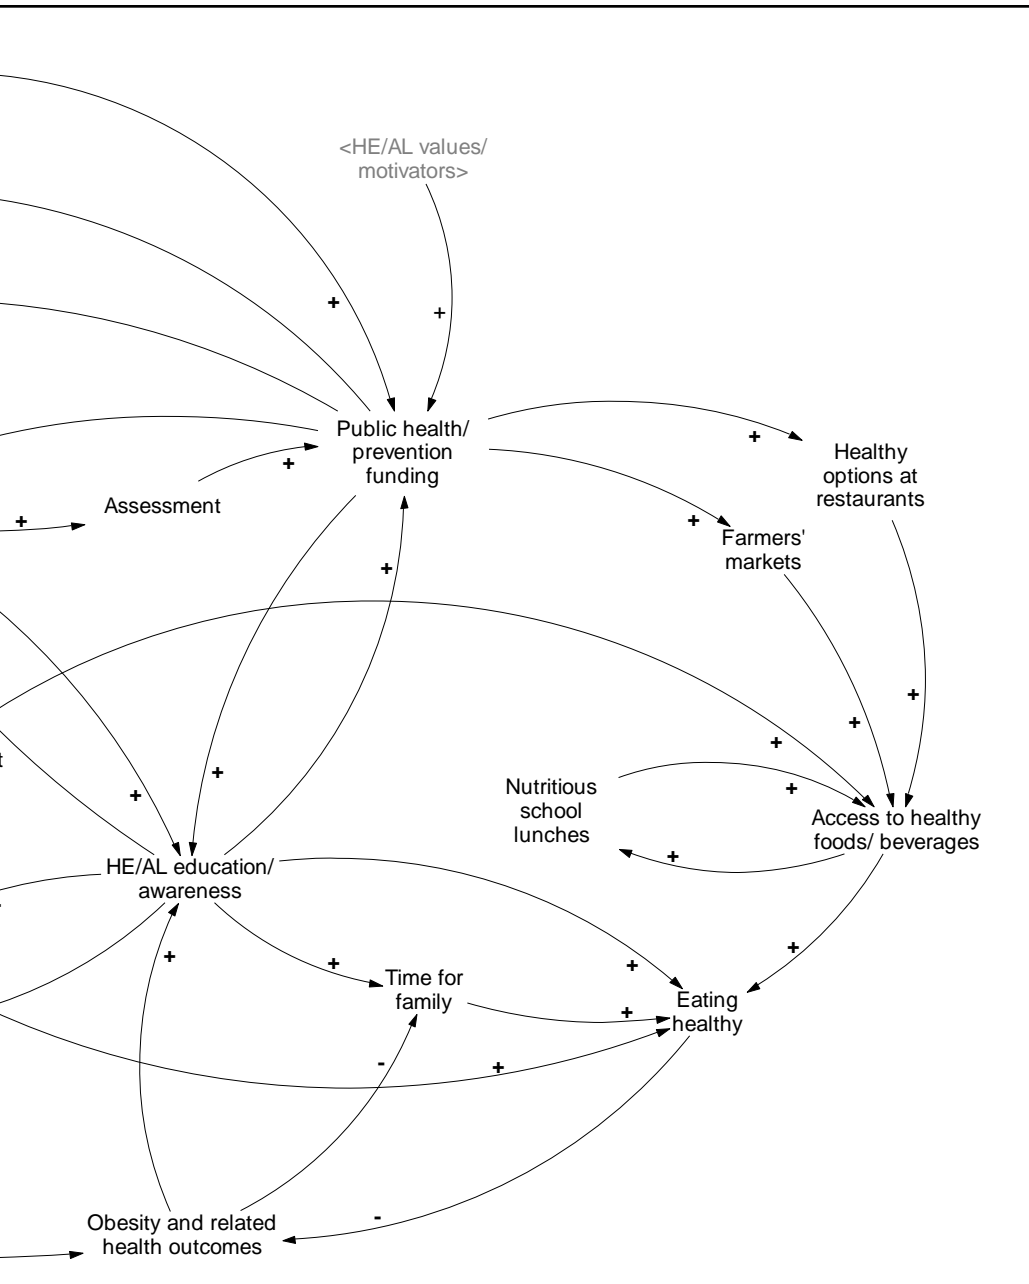 <HE/AL values/
motivators>
+
+
Public health/
prevention
funding
+
Healthy
options at
restaurants
+
Assessment
+
+
Farmers'
markets
+
+
+
+
t
+
+
Nutritious
school
lunches
+
Access to healthy
foods/ beverages
+
HE/AL education/
awareness
+
+
+
+
Time for
family
Eating
healthy
+
-
+
-
Obesity and related
health outcomes